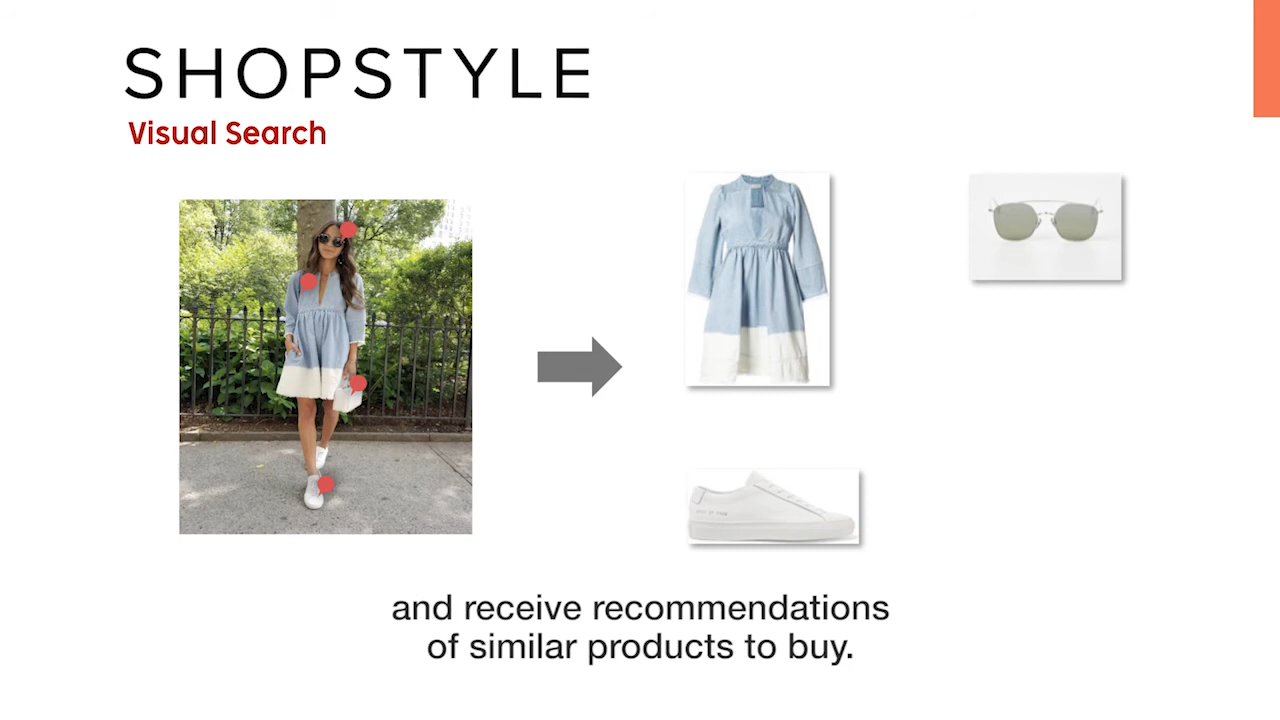 SHOPSTYLE
Visual Search
and receive recommendations
of similar products to buy.